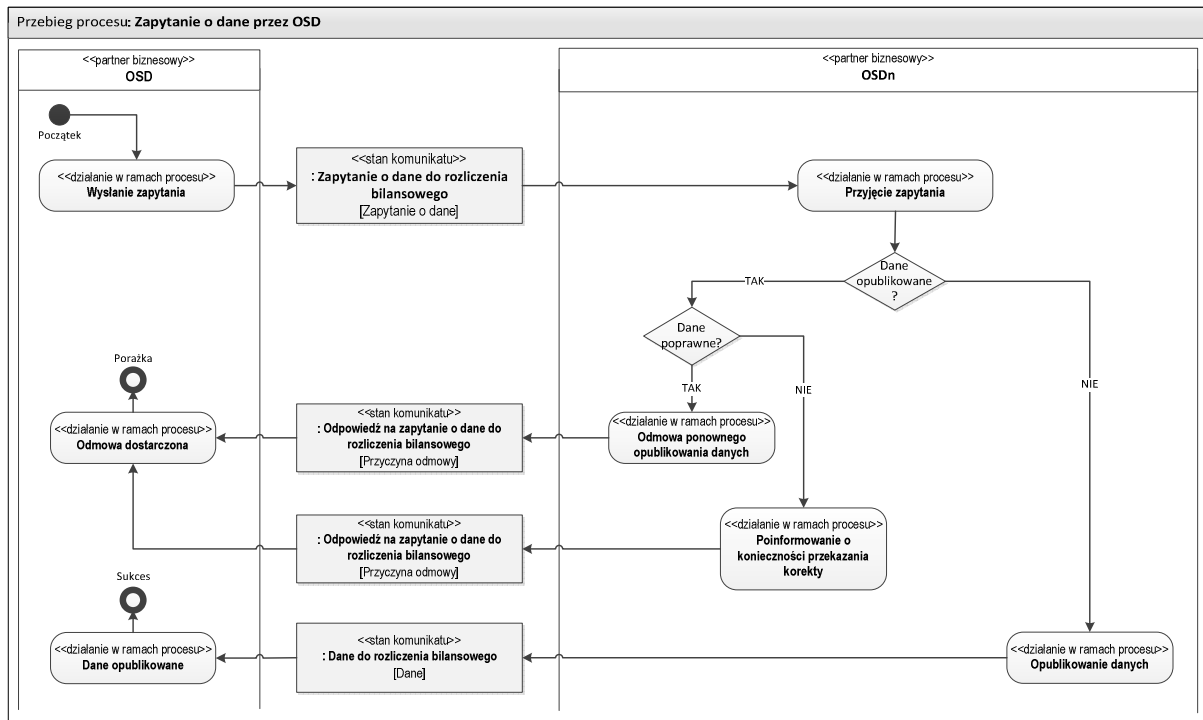 Przebieg procesu: Zapytanie o dane przez OSD
<<partner biznesowy>>
OSD
<<partner biznesowy>>
OSDn
Początek
<<działanie w ramach procesu>>
Wysłanie zapytania
<<stan komunikatu>>
: Zapytanie o dane do rozliczenia
bilansowego
[Zapytanie o dane]
<<działanie w ramach procesu>>
Przyjęcie zapytania
Dane
opublikowane
?
TAK
NIE
Dane
poprawne?
TAK
NIE
Porażka
<<działanie w ramach procesu>>
Odmowa dostarczona
<<stan komunikatu>>
: Odpowiedź na zapytanie o dane do
rozliczenia bilansowego
[Przyczyna odmowy]
<<działanie w ramach procesu>>
Odmowa ponownego
opublikowania danych
<<stan komunikatu>>
: Odpowiedź na zapytanie o dane do
rozliczenia bilansowego
[Przyczyna odmowy]
<<działanie w ramach procesu>>
Poinformowanie o
konieczności przekazania
korekty
Sukces
<<działanie w ramach procesu>>
Dane opublikowane
<<stan komunikatu>>
: Dane do rozliczenia bilansowego
[Dane]
<<działanie w ramach procesu>>
Opublikowanie danych